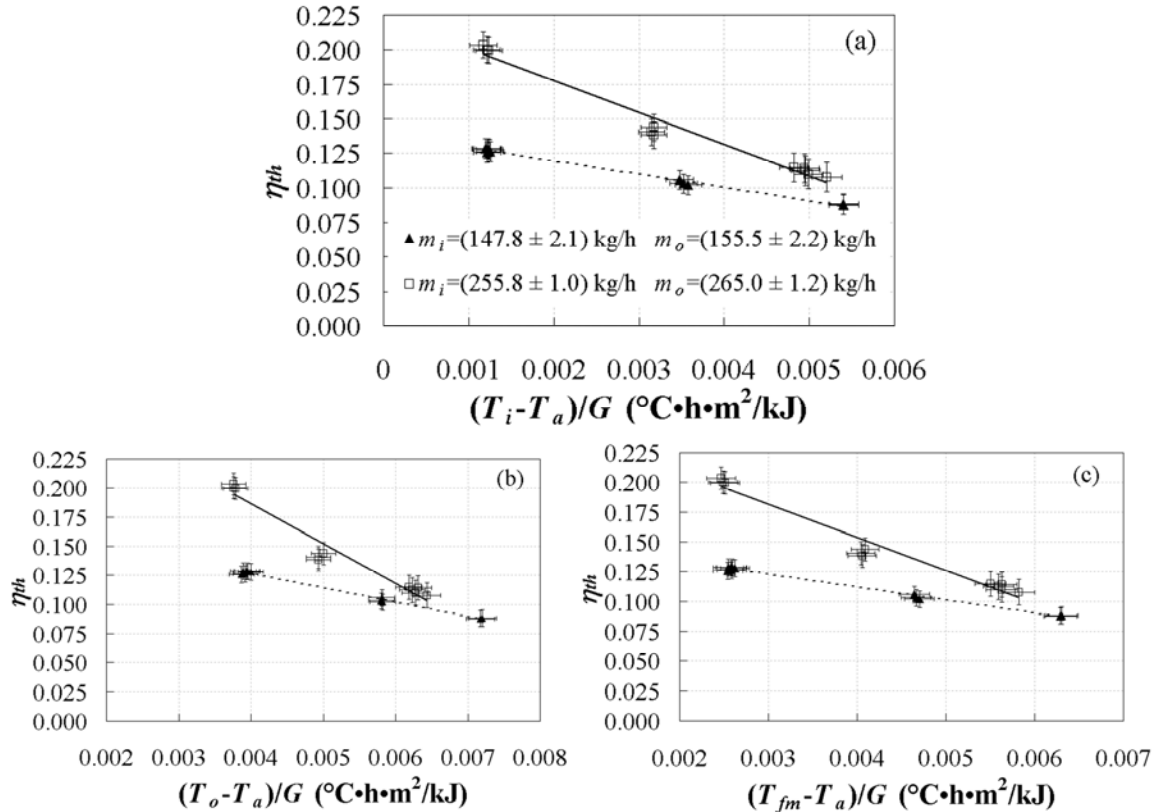 0.225
(a)
0.200
0.175
0.150
0.125
ηth
0.100
0.075
mi=(147.8 ± 2.1) kg/h mo=(155.5 ± 2.2) kg/h
0.050
mi=(255.8 ± 1.0) kg/h mo=(265.0 ± 1.2) kg/h
0.025
0.000
0 0.001 0.002 0.003 0.004 0.005 0.006
(Ti-Ta)/G (°C•h•m²/kJ)
0.225
(b)
0.200
0.175
0.150
0.125
ηth
0.100
0.075
0.050
0.025
0.000
0.002 0.003 0.004 0.005 0.006 0.007 0.008
(To-Ta)/G (°C•h•m²/kJ)
0.225
(c)
0.200
0.175
0.150
0.125
ηth
0.100
0.075
0.050
0.025
0.000
0.002 0.003 0.004 0.005 0.006 0.007
(Tfm-Ta)/G (°C•h•m²/kJ)